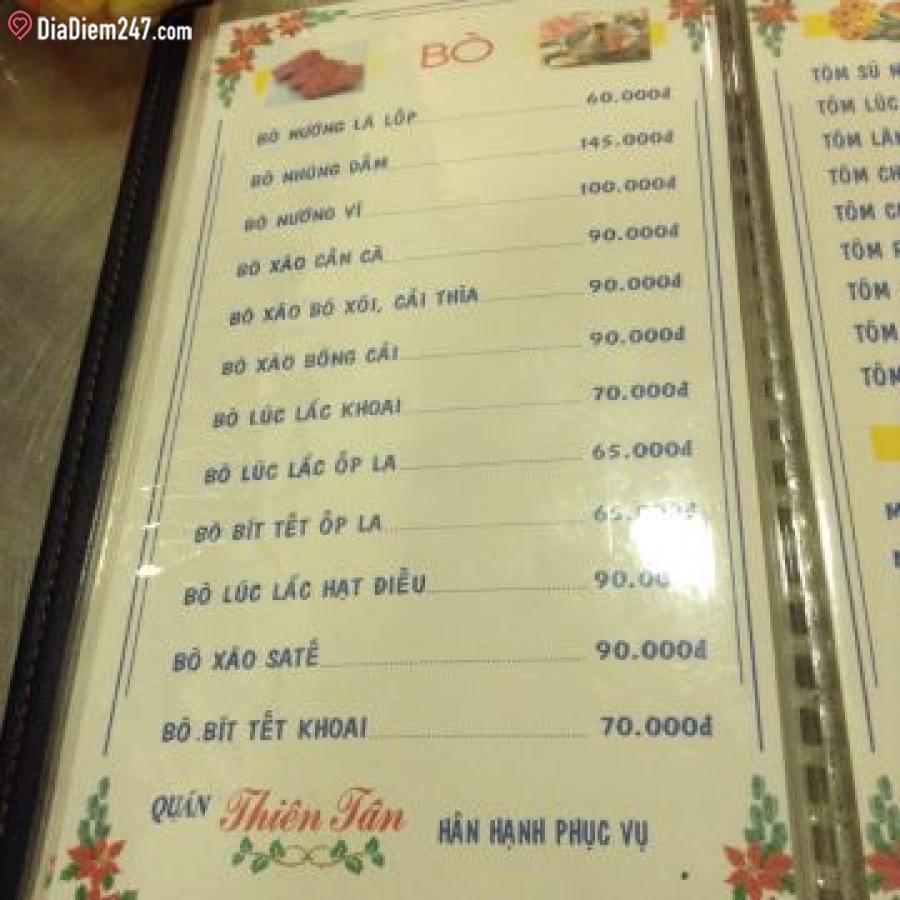 DiaDiem247.com
BÒ
BÒ NƯỚNG LÁ LỐP 60.000đ
BÒ NHÚNG DẤM 145.000đ
BÒ NƯỚNG VĨ 100.000đ
BÒ XÀO CẦN CÀ 90.000đ
BÒ XÀO BÓ XÔI, CẢI THÌA 90.000đ
BÒ XÀO BÔNG CẢI 90.000đ
BÒ LÚC LẮC KHOAI 70.000đ
BÒ LÚC LẮC ỐP LA 65.000đ
BÒ BÍT TẾT ỐP LA
BÒ LÚC LẮC HẠT ĐIỀU
BÒ XÀO SATẾ 90.000đ
BÒ BÍT TẾT KHOAI 70.000đ
QUÁN Thiên Tân HÂN HẠNH PHỤC VỤ
TÔM SÚ
TÔM LÚC
TÔM
TÔM
TÔM
TÔM
TÔM
TÔM
TÔM